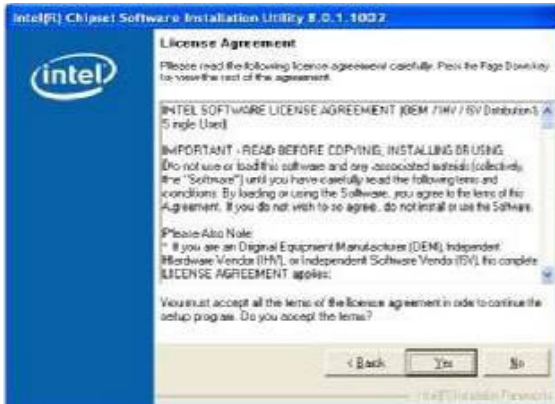 Intel(R) Chipset Software Installation Utility 8.0.1.1002
intel
License Agreement
Please read the following license agreement carefully. Press the Page Down key
to view the rest of the agreement.
INTEL SOFTWARE LICENSE AGREEMENT (OEM / IHV / ISV Distribution &
Single User)
IMPORTANT - READ BEFORE COPYING, INSTALLING OR USING.
Do not use or load this software and any associated materials (collectively,
the "Software") until you have carefully read the following terms and
conditions. By loading or using the Software, you agree to the terms of this
Agreement. If you do not wish to so agree, do not install or use the Software.
Please Also Note:
* If you are an Original Equipment Manufacturer (OEM), Independent
Hardware Vendor (IHV), or Independent Software Vendor (ISV), this complete
LICENSE AGREEMENT applies;
You must accept all the terms of the license agreement in order to continue the
setup program. Do you accept the terms?
< Back
Yes
No
Intel(R) Installation Frameworks